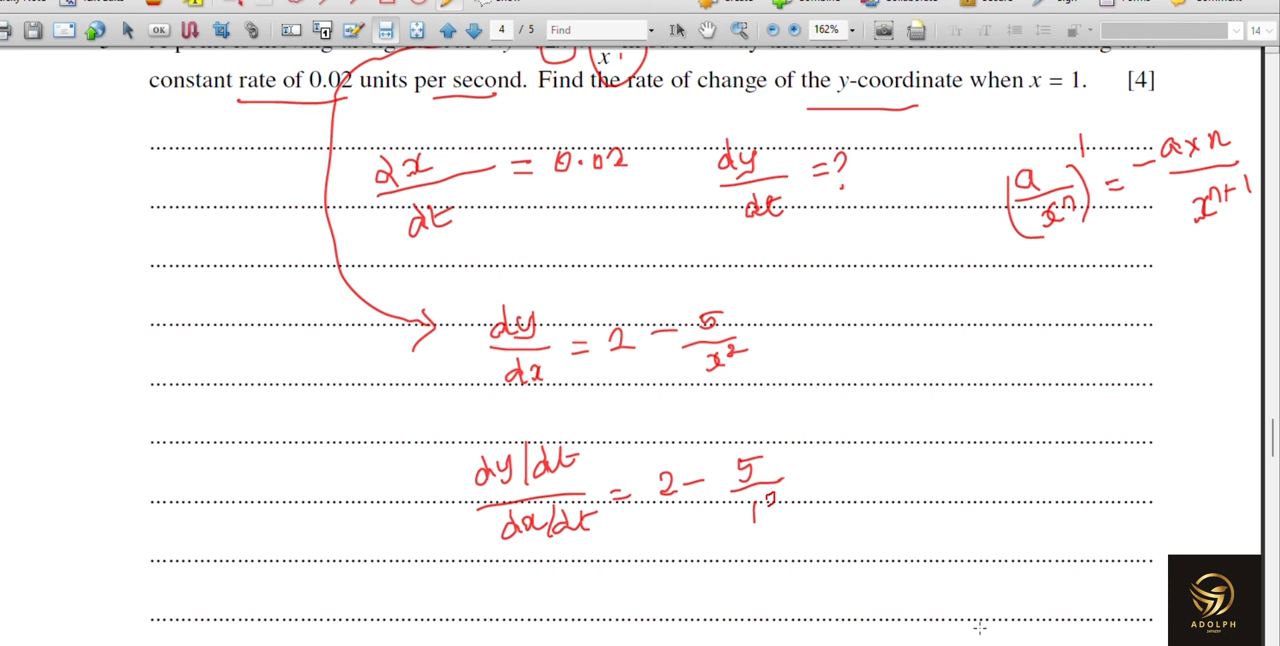 4 / 5 Find 162% 14
x
constant rate of 0.02 units per second. Find the rate of change of the y-coordinate when x = 1. [4]
dx/dt = 0.02 dy/dt = ? (a/xⁿ)' = -a×n/xⁿ⁺¹
dy/dx = 2 - 5/x²
dy/dt / dx/dt = 2 - 5/1²
ADOLPH